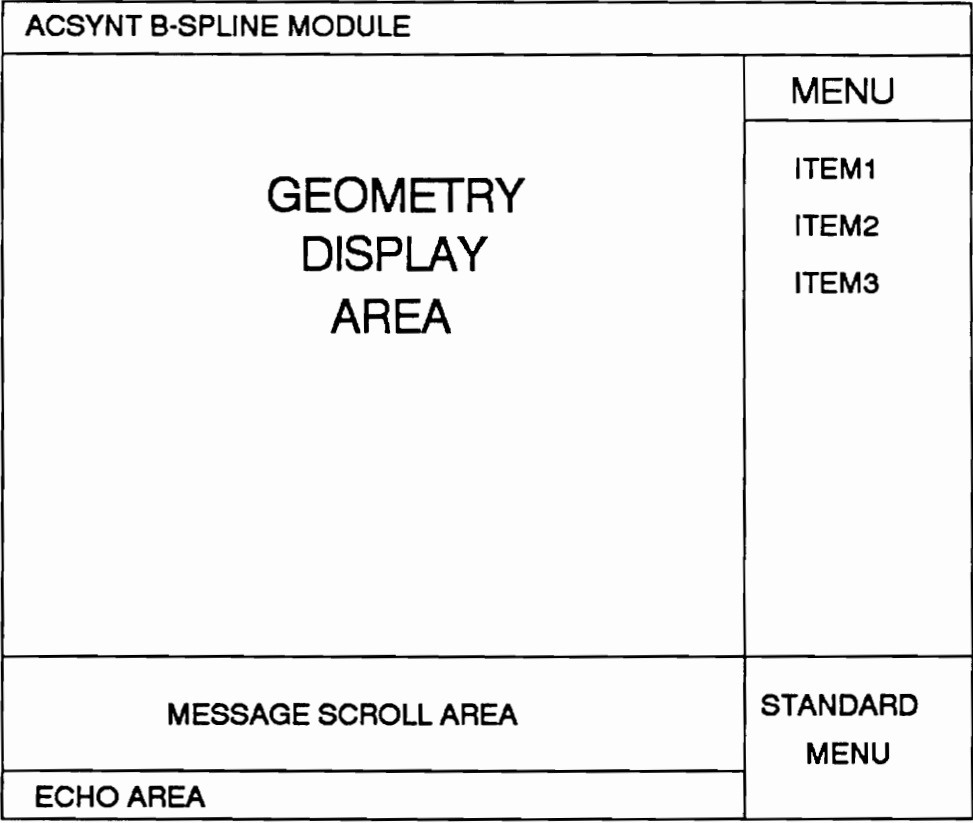 ACSYNT B-SPLINE MODULE
GEOMETRY
DISPLAY
AREA
MENU
ITEM1
ITEM2
ITEM3
MESSAGE SCROLL AREA
ECHO AREA
STANDARD
MENU